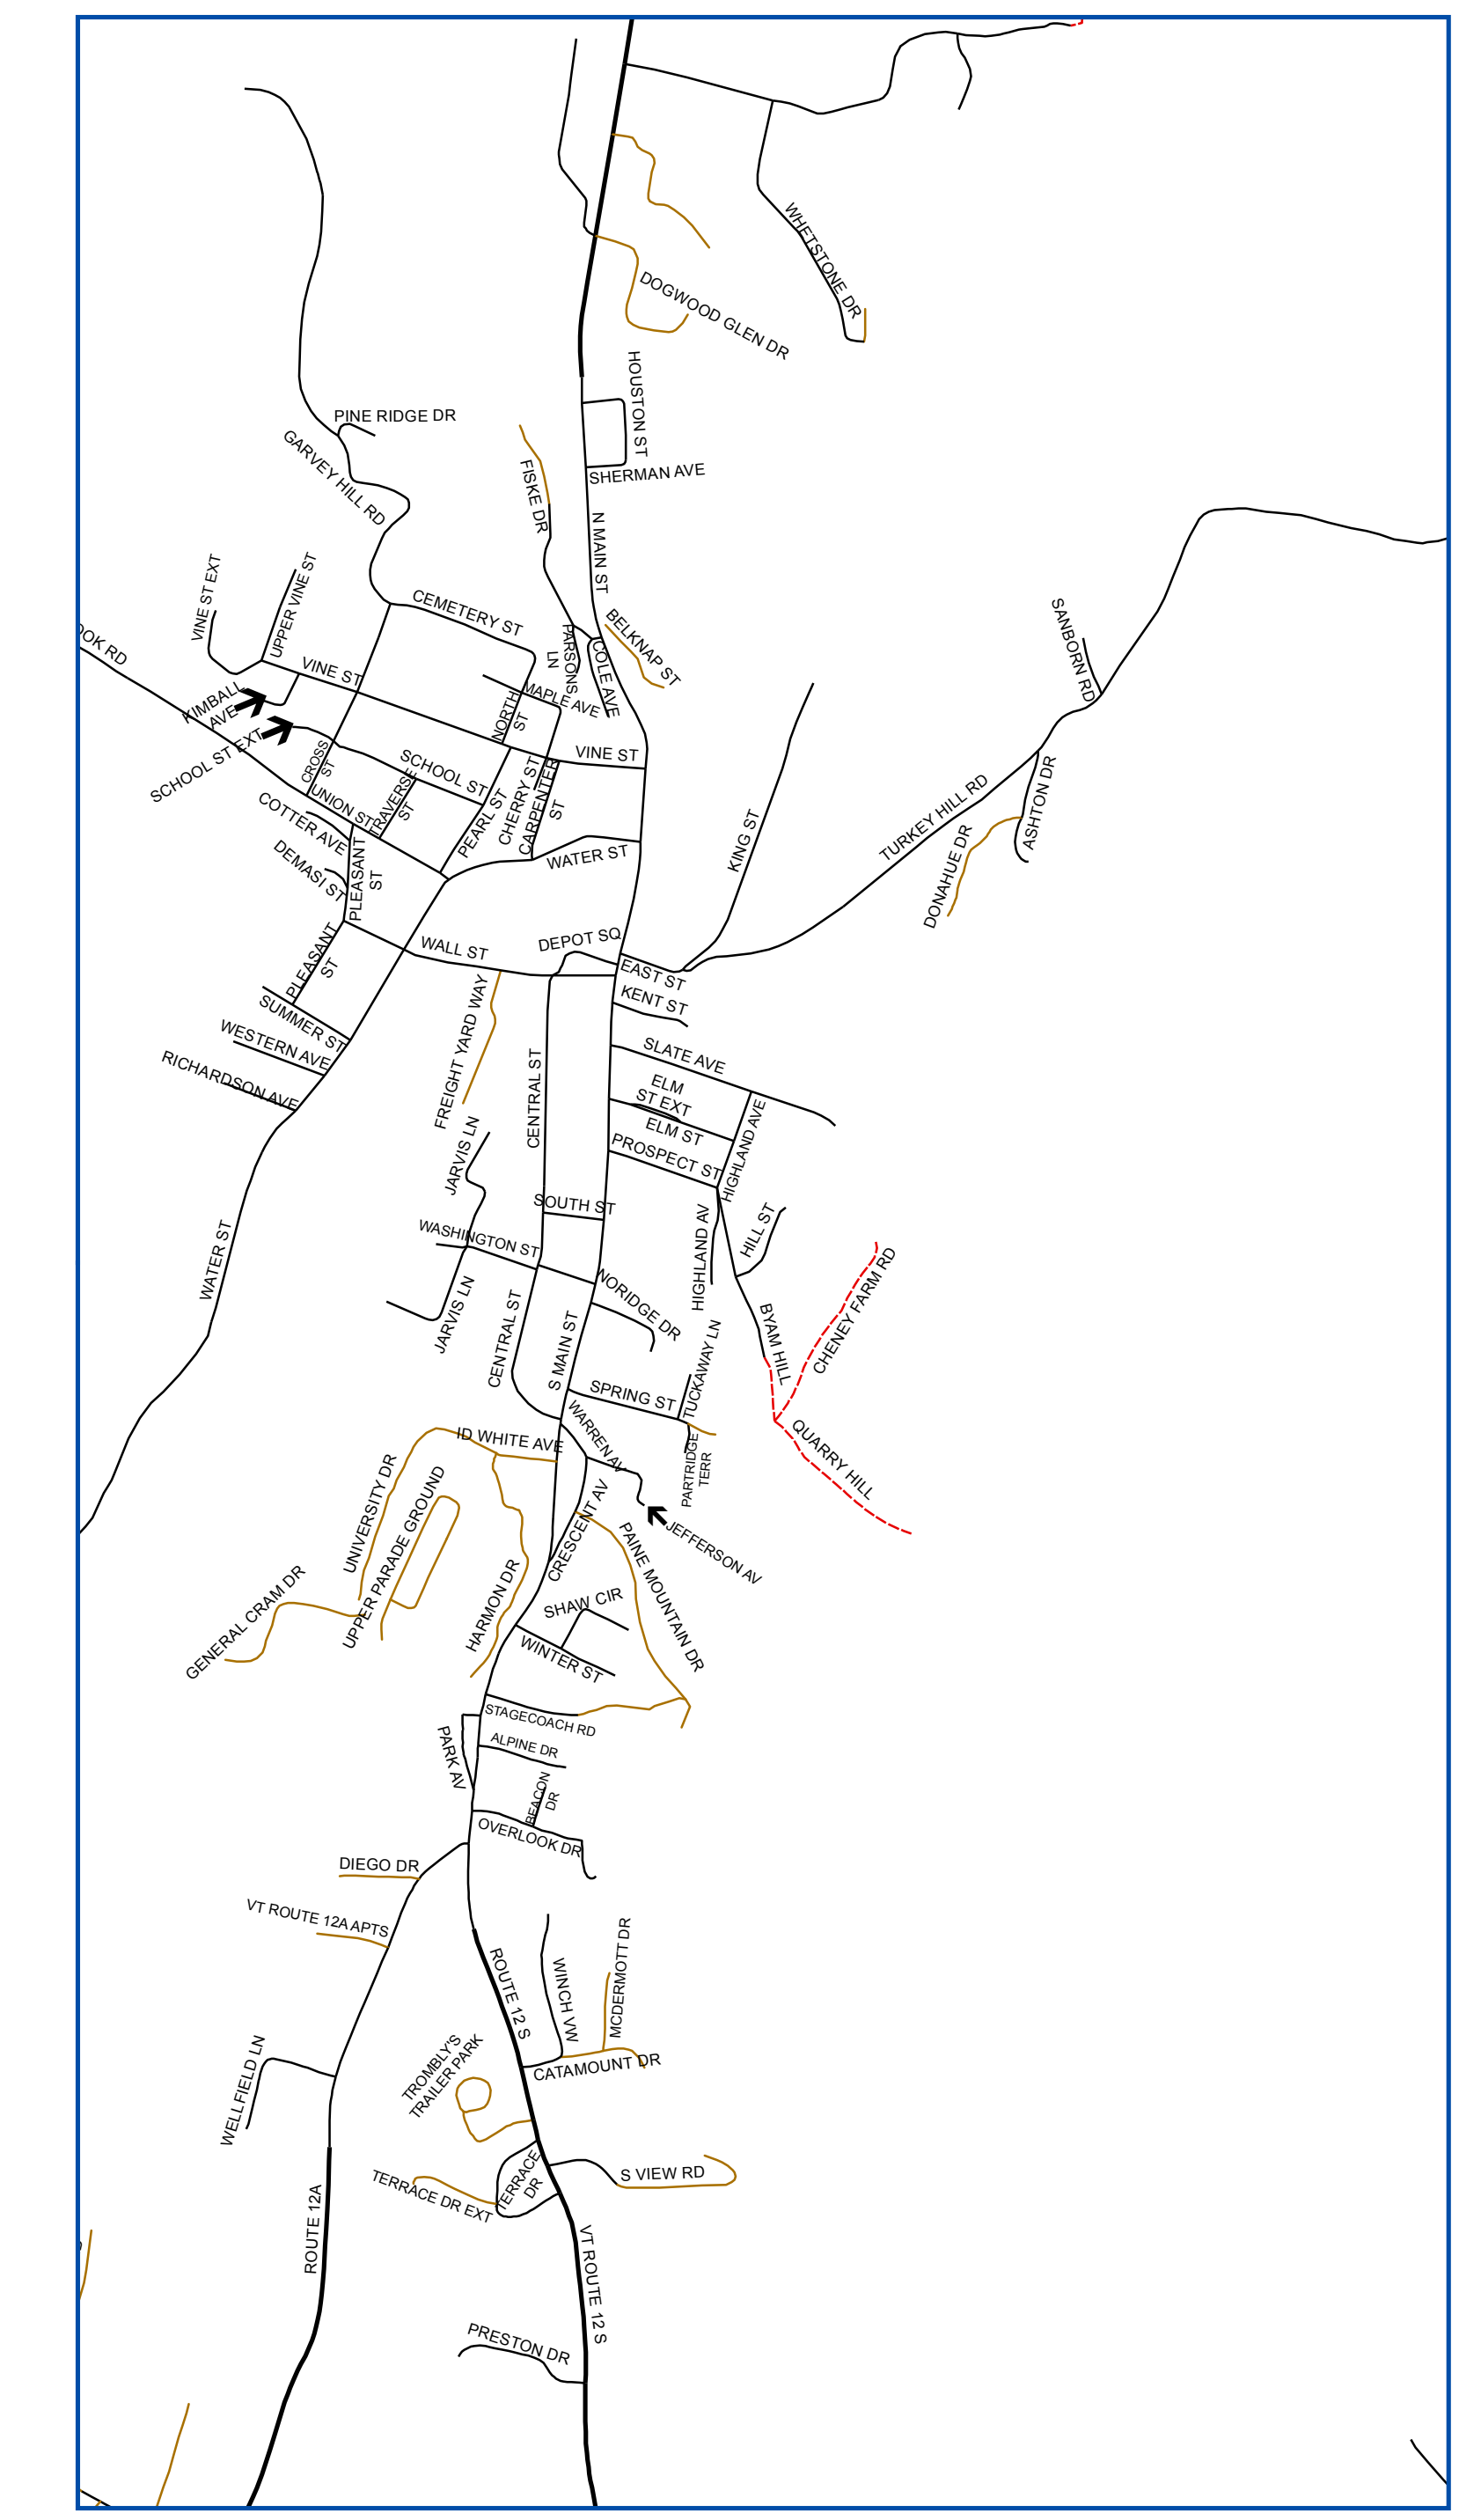 WHETSTONE DR
DOGWOOD GLEN DR
HOUSTON ST
PINE RIDGE DR
GARVEY HILL RD
SHERMAN AVE
FISKE DR
N MAIN ST
VINE ST EXT
UPPER VINE ST
CEMETERY ST
BELKNAP ST
SANBORN RD
OOK RD
PARSONS
LN
COLE AVE
VINE ST
KIMBALL
AVE
MAPLE AVE
NORTH
ST
SCHOOL ST EXT
CROSS
ST
SCHOOL ST
VINE ST
UNION ST
TRAVERSE
ST
CHERRY ST
CARPENTER
ST
PEARL ST
COTTER AVE
DEMASI ST
PLEASANT
ST
WATER ST
KING ST
TURKEY HILL RD
ASHTON DR
DONAHUE DR
PLEASANT
ST
WALL ST
DEPOT SQ
EAST ST
KENT ST
SUMMER ST
WESTERN AVE
RICHARDSON AVE
FREIGHT YARD WAY
CENTRAL ST
SLATE AVE
ELM
ST EXT
ELM ST
PROSPECT ST
HIGHLAND AVE
JARVIS LN
SOUTH ST
WASHINGTON ST
HIGHLAND AV
HILL ST
WATER ST
JARVIS LN
CENTRAL ST
NORIDGE DR
S MAIN ST
CHENEY FARM RD
BYAM HILL
TUCKAWAY LN
SPRING ST
WARREN AV
ID WHITE AVE
PARTRIDGE
TERR
QUARRY HILL
UNIVERSITY DR
UPPER PARADE GROUND
CRESCENT AV
JEFFERSON AV
PAINE MOUNTAIN DR
GENERAL CRAM DR
HARMON DR
SHAW CIR
WINTER ST
STAGECOACH RD
PARK AV
ALPINE DR
BEACON
DR
OVERLOOK DR
DIEGO DR
VT ROUTE 12A APTS
ROUTE 12 S
WINCH VW
MCDERMOTT DR
CATAMOUNT DR
TROMBLY'S
TRAILER PARK
WELLFIELD LN
TERRACE
DR
S VIEW RD
TERRACE DR EXT
ROUTE 12A
VT ROUTE 12 S
PRESTON DR